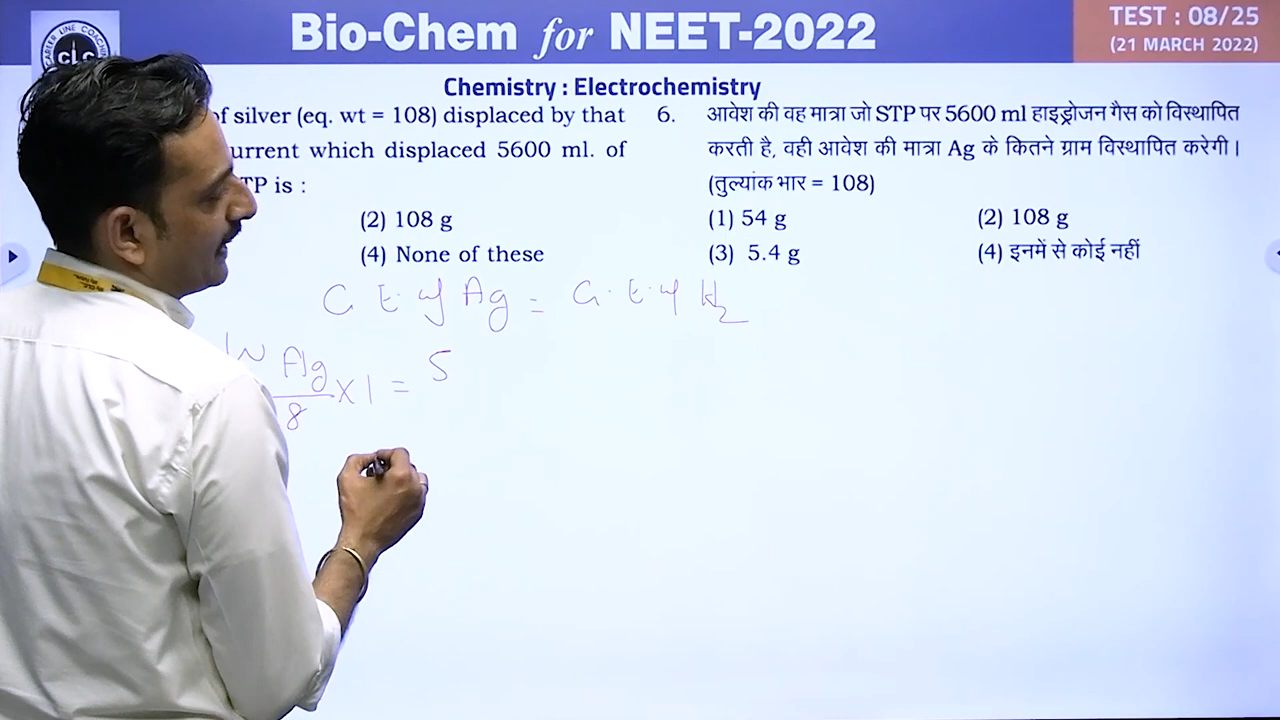 Bio-Chem for NEET-2022
TEST : 08/25
(21 MARCH 2022)
CLC
Chemistry : Electrochemistry
of silver (eq. wt = 108) displaced by that
urrent which displaced 5600 ml. of
TP is :
(2) 108 g
(4) None of these
6. आवेश की वह मात्रा जो STP पर 5600 ml हाइड्रोजन गैस को विस्थापित
करती है, वही आवेश की मात्रा Ag के कितने ग्राम विस्थापित करेगी।
(तुल्यांक भार = 108)
(1) 54 g (2) 108 g
(3) 5.4 g (4) इनमें से कोई नहीं
G E. of Ag = G. E. of H2
W Ag
8 × 1 = 5